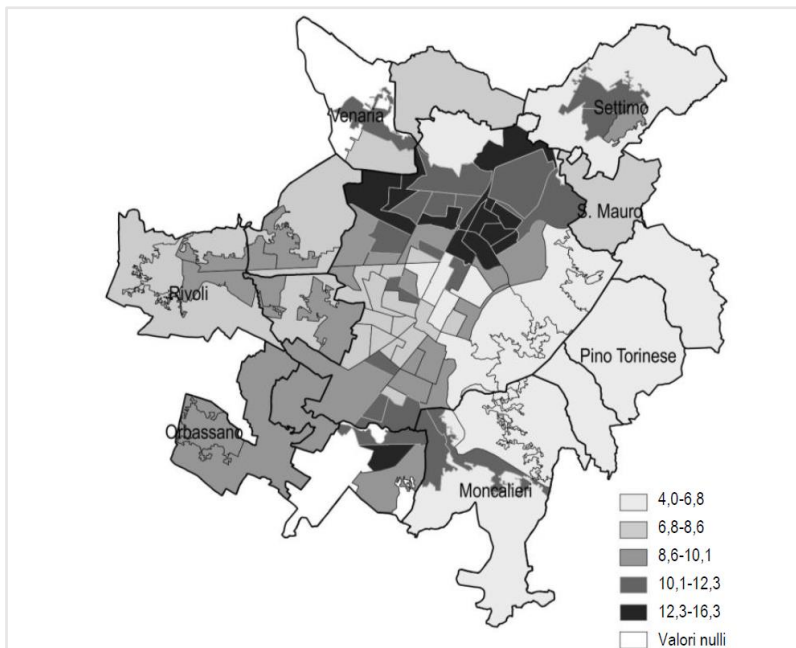 Venaria
Settimo
S. Mauro
Rivoli
Pino Torinese
Orbassano
Moncalieri
4,0-6,8
6,8-8,6
8,6-10,1
10,1-12,3
12,3-16,3
Valori nulli